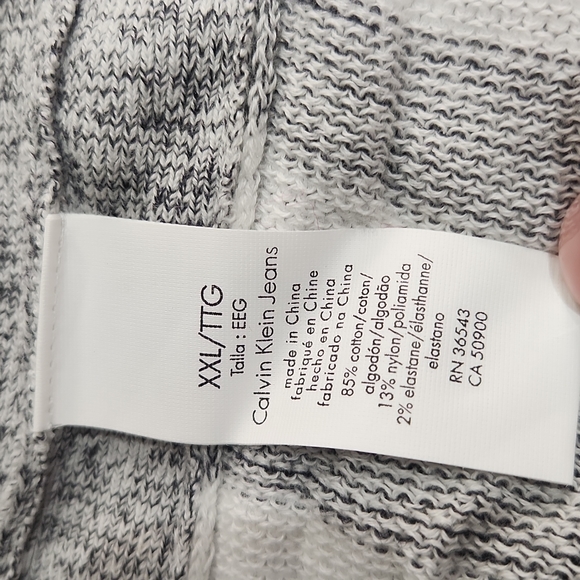 XXL/TTG
Talla : EEG
Calvin Klein Jeans
made in China
fabriqué en Chine
hecho en China
fabricado na China
85% cotton/coton/
algodón/algodão
13% nylon/poliamida
2% elastane/élasthanne/
elastano
RN 36543
CA 50900